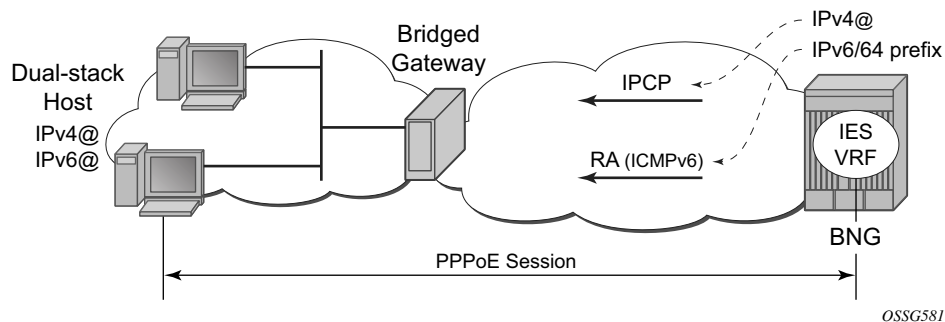 IPv4@
IPv6/64 prefix
Bridged
Gateway
Dual-stack
Host
IPv4@
IPv6@
IPCP
RA (ICMPv6)
IES
VRF
BNG
PPPoE Session
OSSG581